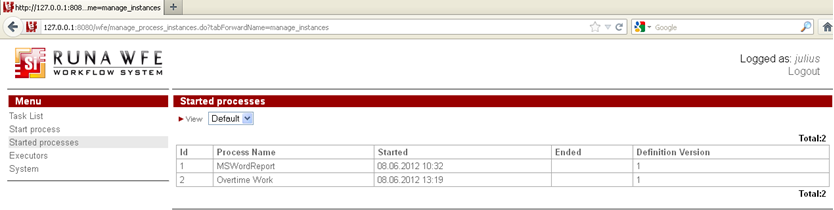 http://127.0.0.1:808...me=manage_instances
127.0.0.1:8080/wfe/manage_process_instances.do?tabForwardName=manage_instances
Google
RUNA WFE
WORKFLOW SYSTEM
Logged as: julius
Logout
Menu
Task List
Start process
Started processes
Executors
System
Started processes
View Default
Total:2
Id Process Name Started Ended Definition Version
1 MSWordReport 08.06.2012 10:32 1
2 Overtime Work 08.06.2012 13:19 1
Total:2